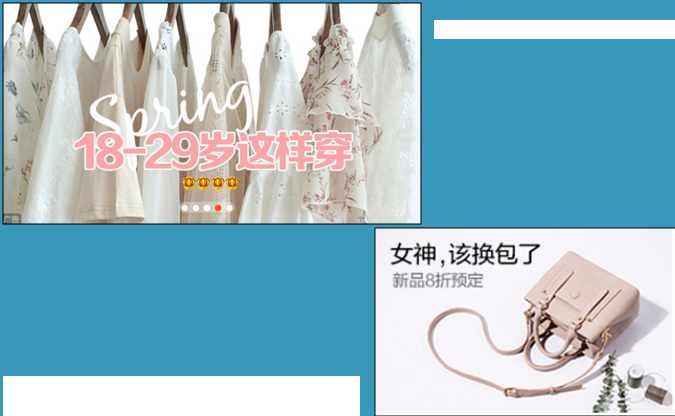 Spring
18-29岁这样穿
广告
女神,该换包了
新品8折预定